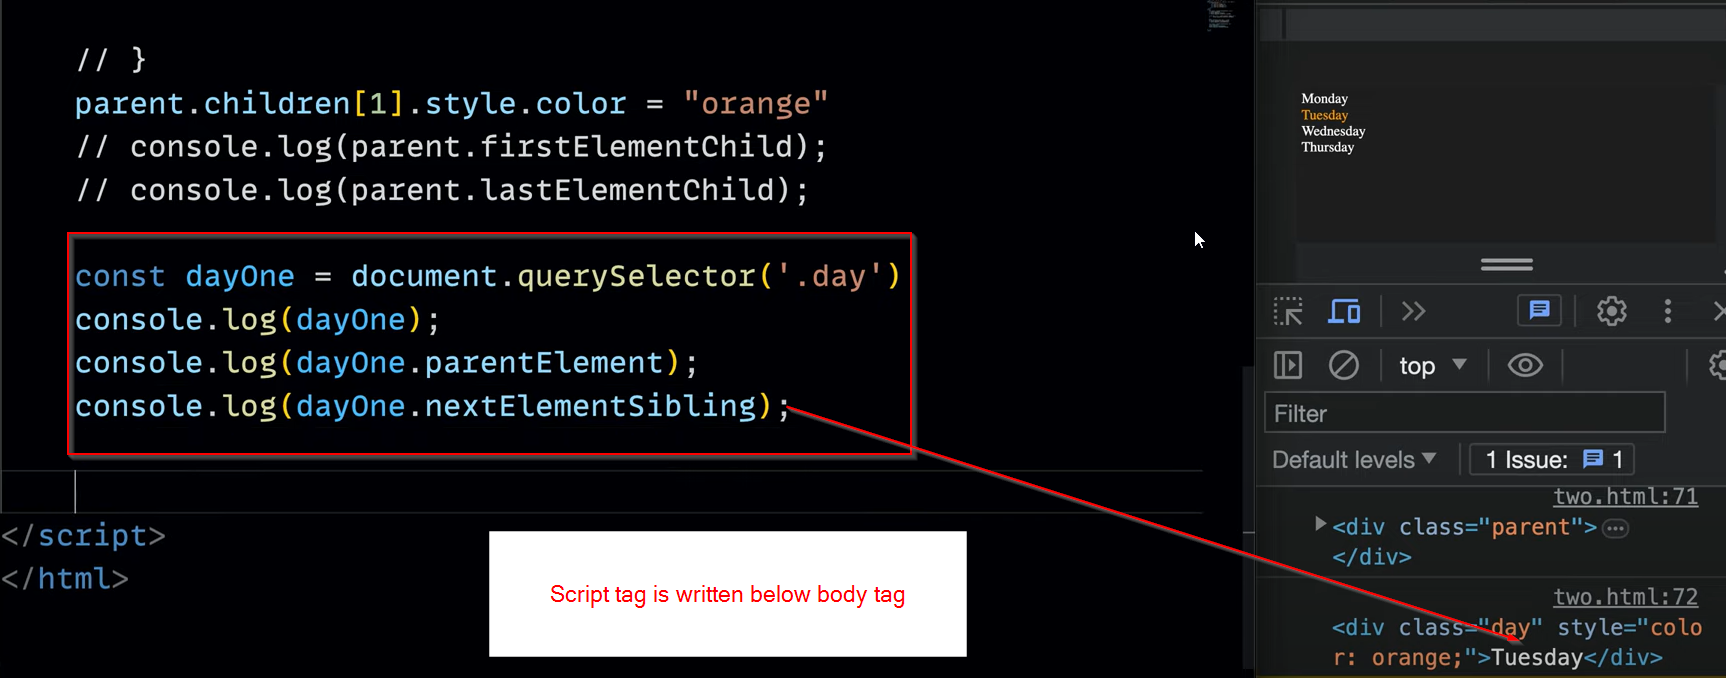 // }
parent.children[1].style.color = "orange"
// console.log(parent.firstElementChild);
// console.log(parent.lastElementChild);
const dayOne = document.querySelector('.day')
console.log(dayOne);
console.log(dayOne.parentElement);
console.log(dayOne.nextElementSibling);
</script>
</html>
Script tag is written below body tag
Monday
Tuesday
Wednesday
Thursday
top
Filter
Default levels
1 Issue: 1
two.html:71
<div class="parent">
</div>
two.html:72
<div class="day" style="colo
r: orange;">Tuesday</div>